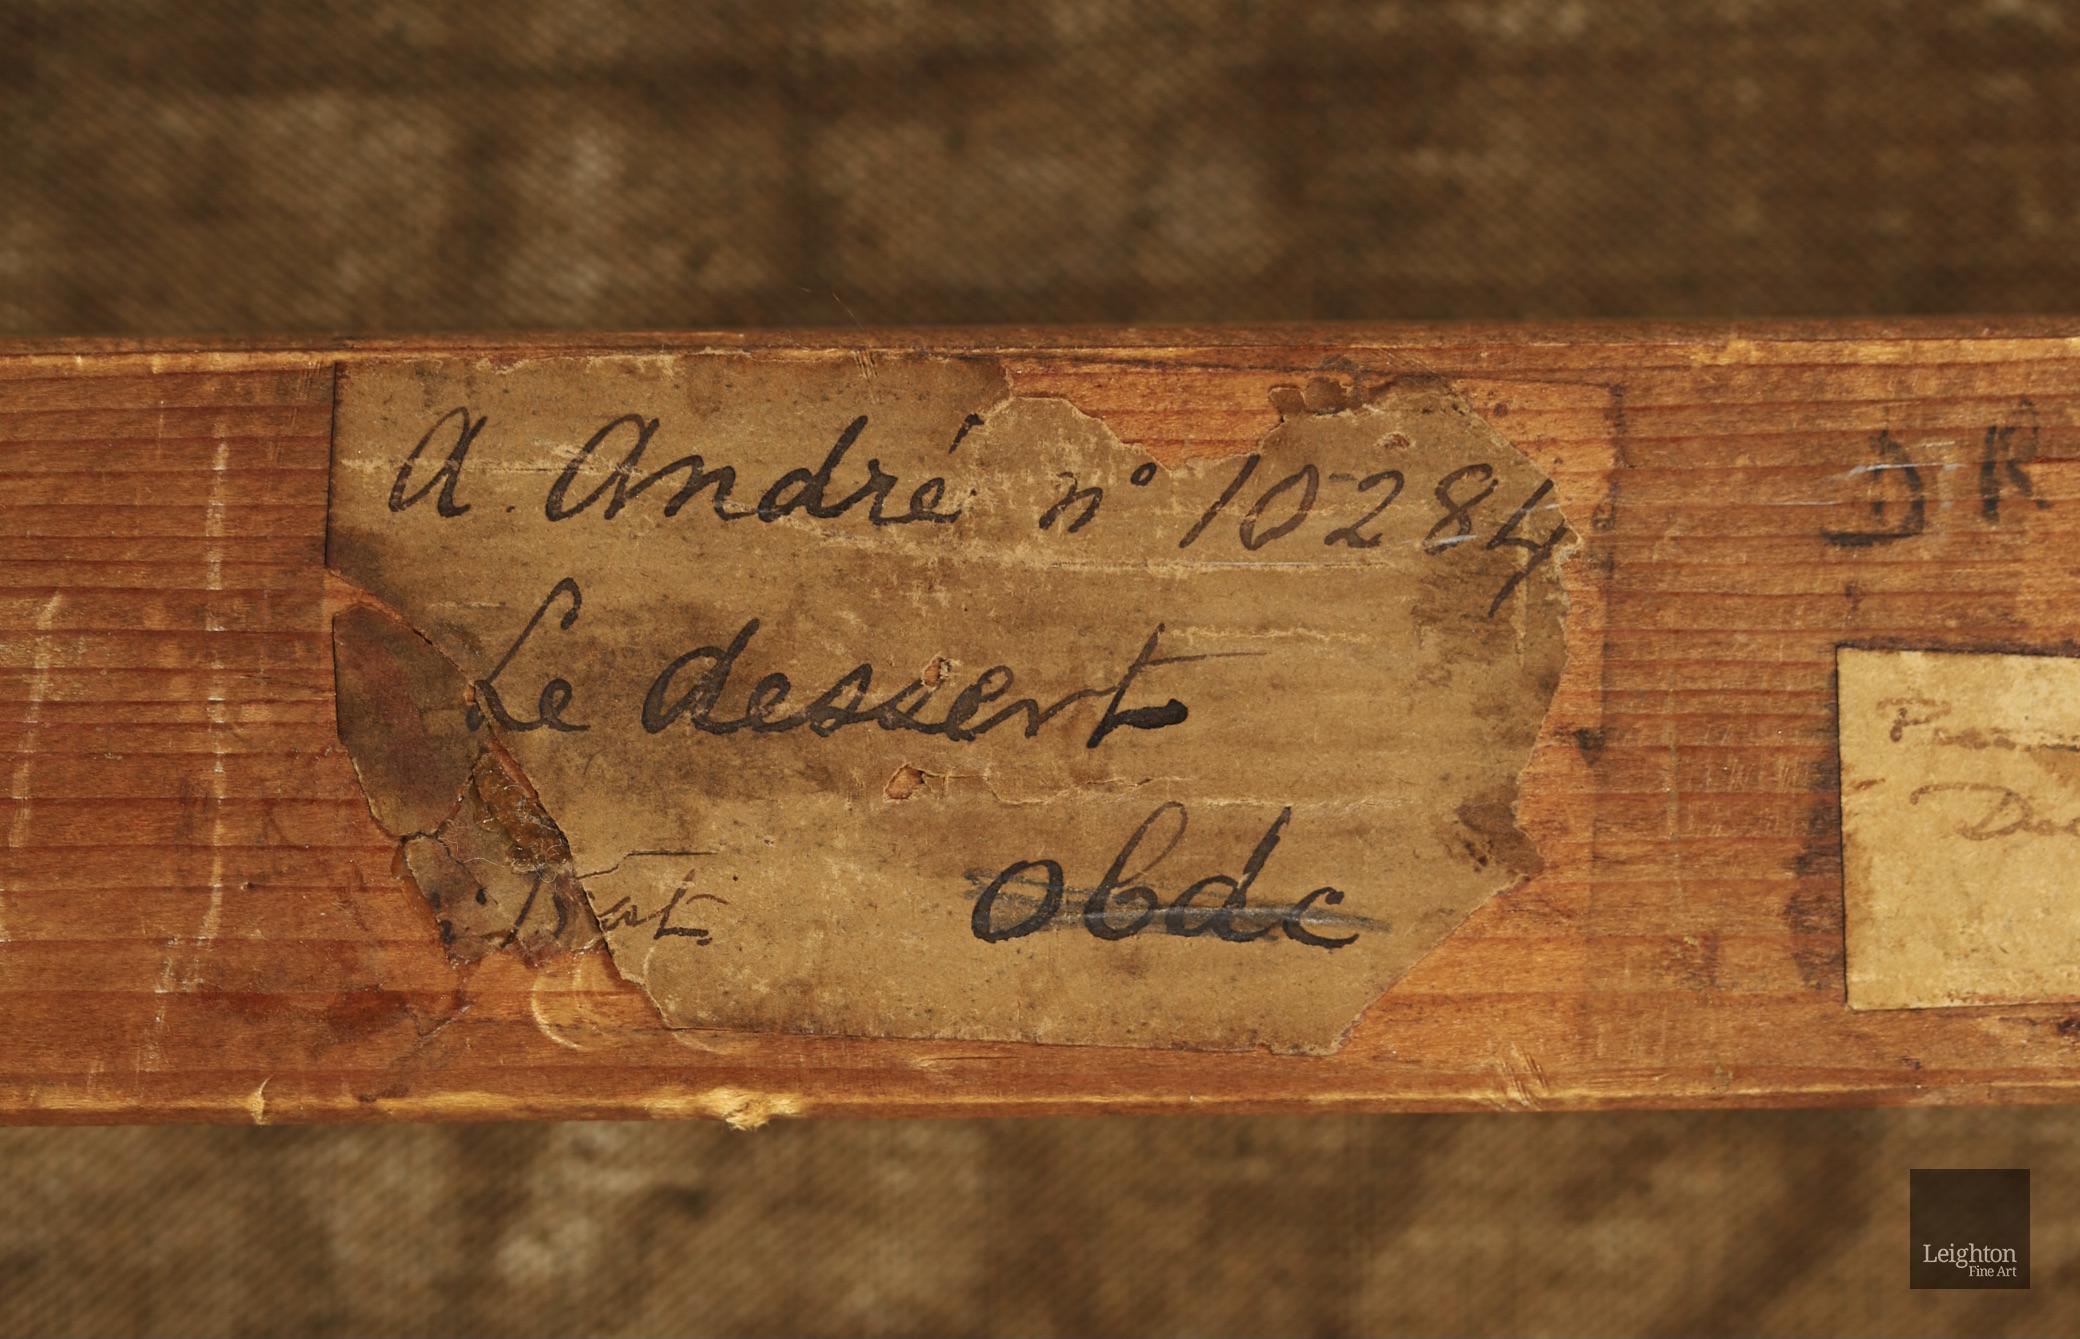 A. André n° 10284
Le dessert
obdc
DR
Leighton
Fine Art